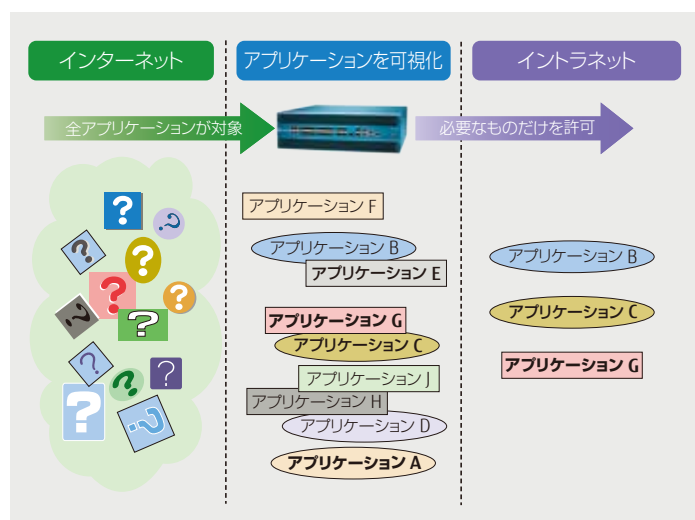 インターネット
アプリケーションを可視化
イントラネット
全アプリケーションが対象
必要なものだけを許可
?
?
?
?
?
?
?
?
?
?
?
?
?
アプリケーション F
アプリケーション B
アプリケーション E
アプリケーション G
アプリケーション C
アプリケーション J
アプリケーション H
アプリケーション D
アプリケーション A
アプリケーション B
アプリケーション C
アプリケーション G